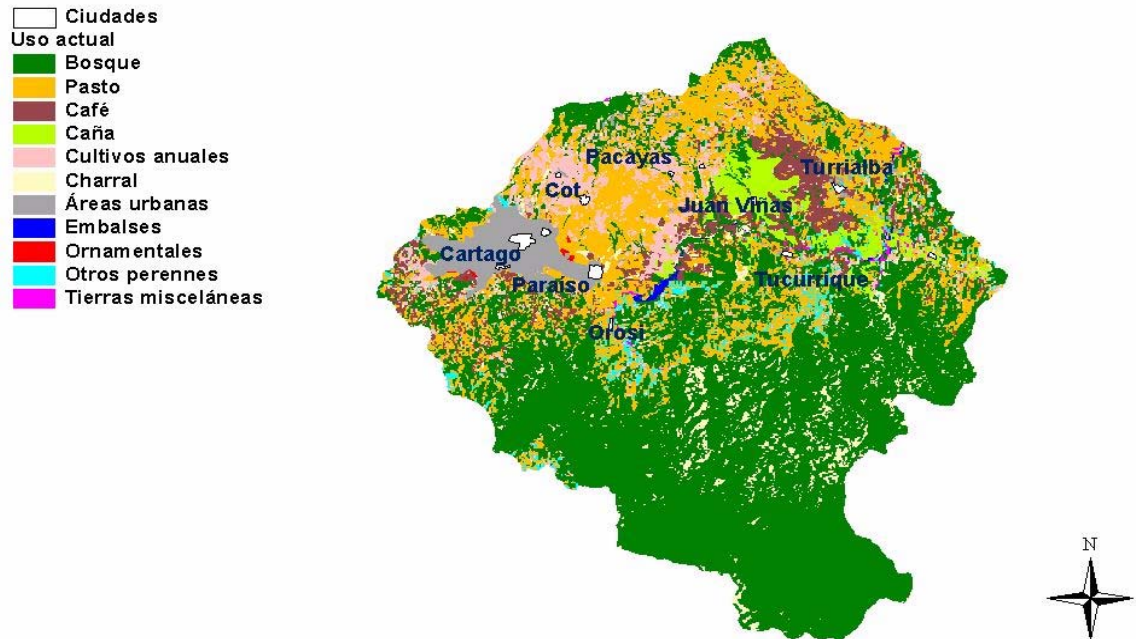 Ciudades
Uso actual
Bosque
Pasto
Café
Caña
Cultivos anuales
Charral
Áreas urbanas
Embalses
Ornamentales
Otros perennes
Tierras misceláneas
Pacayas
Turrialba
Cot
Juan Viñas
Cartago
Paraiso
Tucurrique
Orosi
N